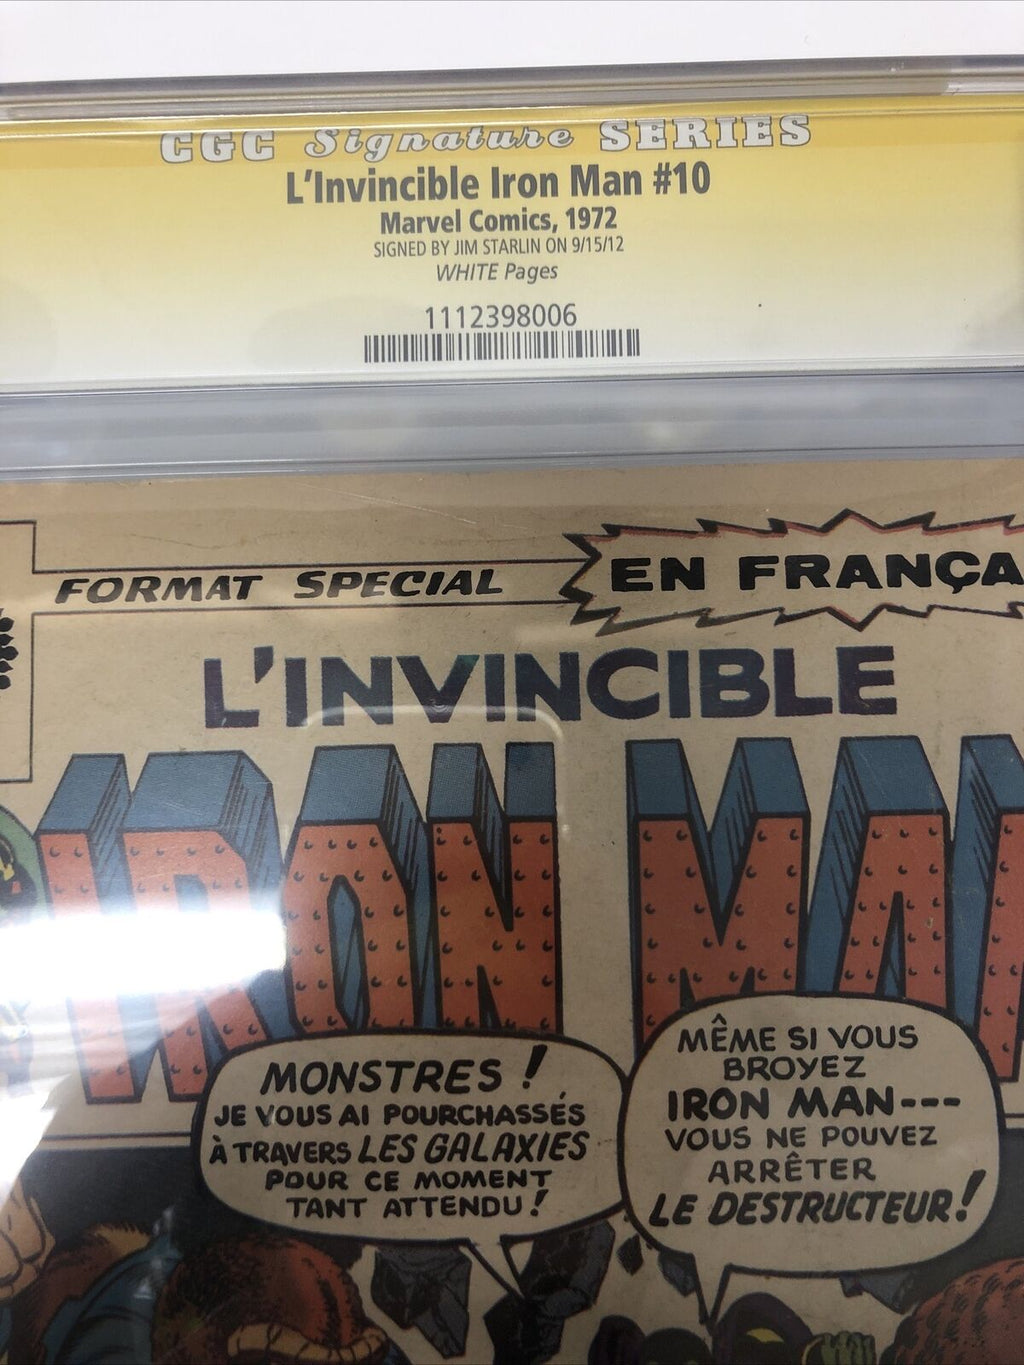 CGC Signature SERIES
L'Invincible Iron Man #10
Marvel Comics, 1972
SIGNED BY JIM STARLIN ON 9/15/12
WHITE Pages
1112398006
FORMAT SPECIAL
EN FRANÇA
L'INVINCIBLE
IRON MAN
MONSTRES!
JE VOUS AI POURCHASSÉS
À TRAVERS LES GALAXIES
POUR CE MOMENT
TANT ATTENDU!
MÊME SI VOUS
BROYEZ
IRON MAN---
VOUS NE POUVEZ
ARRÊTER
LE DESTRUCTEUR!